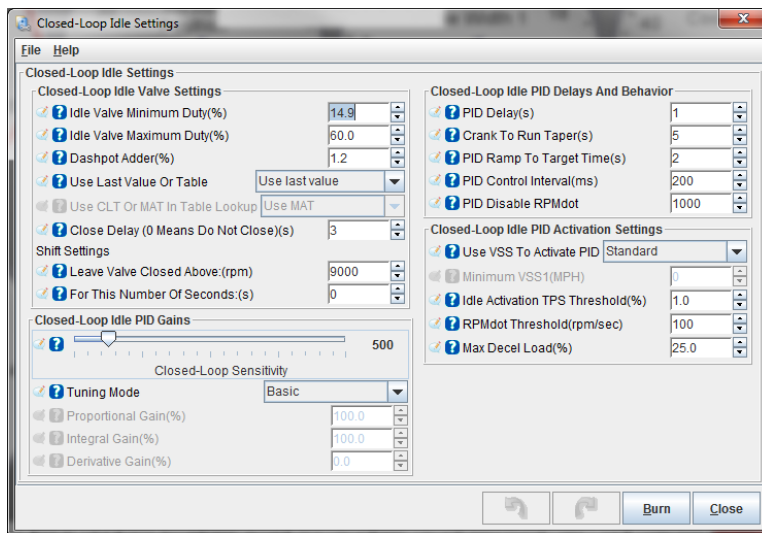 Closed-Loop Idle Settings
File Help
Closed-Loop Idle Settings
Closed-Loop Idle Valve Settings
Idle Valve Minimum Duty(%) 14.9
Idle Valve Maximum Duty(%) 60.0
Dashpot Adder(%) 1.2
Use Last Value Or Table Use last value
Use CLT Or MAT In Table Lookup Use MAT
Close Delay (0 Means Do Not Close)(s) 3
Shift Settings
Leave Valve Closed Above:(rpm) 9000
For This Number Of Seconds:(s) 0
Closed-Loop Idle PID Gains
500
Closed-Loop Sensitivity
Tuning Mode Basic
Proportional Gain(%) 100.0
Integral Gain(%) 100.0
Derivative Gain(%) 0.0
Closed-Loop Idle PID Delays And Behavior
PID Delay(s) 1
Crank To Run Taper(s) 5
PID Ramp To Target Time(s) 2
PID Control Interval(ms) 200
PID Disable RPMdot 1000
Closed-Loop Idle PID Activation Settings
Use VSS To Activate PID Standard
Minimum VSS1(MPH) 0
Idle Activation TPS Threshold(%) 1.0
RPMdot Threshold(rpm/sec) 100
Max Decel Load(%) 25.0
Burn Close